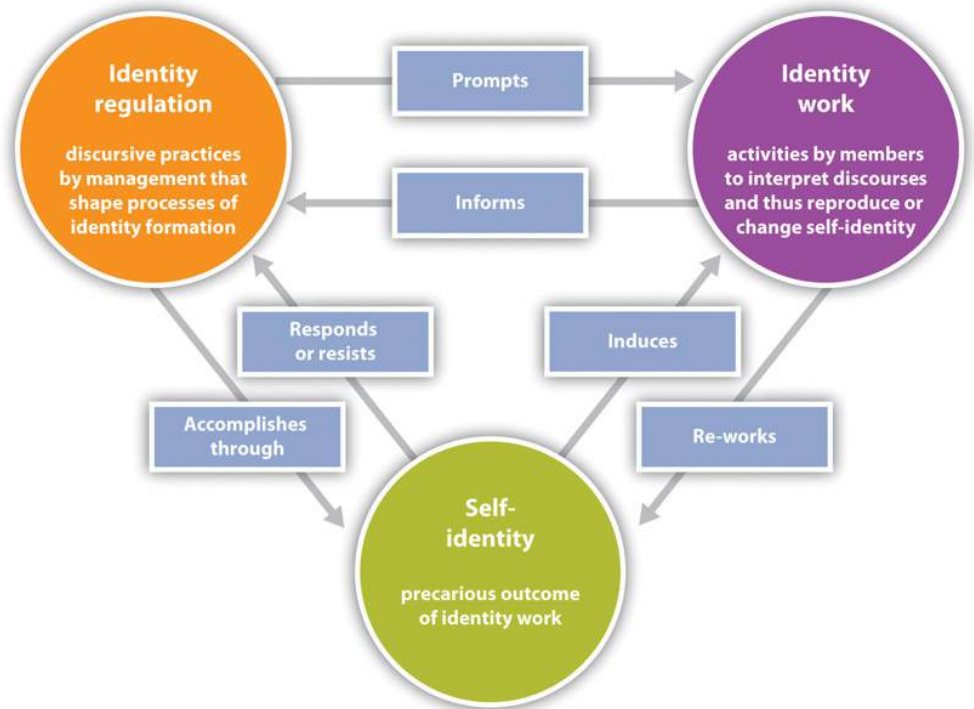 Identity
regulation
discursive practices
by management that
shape processes of
identity formation
Prompts
Informs
Identity
work
activities by members
to interpret discourses
and thus reproduce or
change self-identity
Responds
or resists
Induces
Accomplishes
through
Re-works
Self-
identity
precarious outcome
of identity work